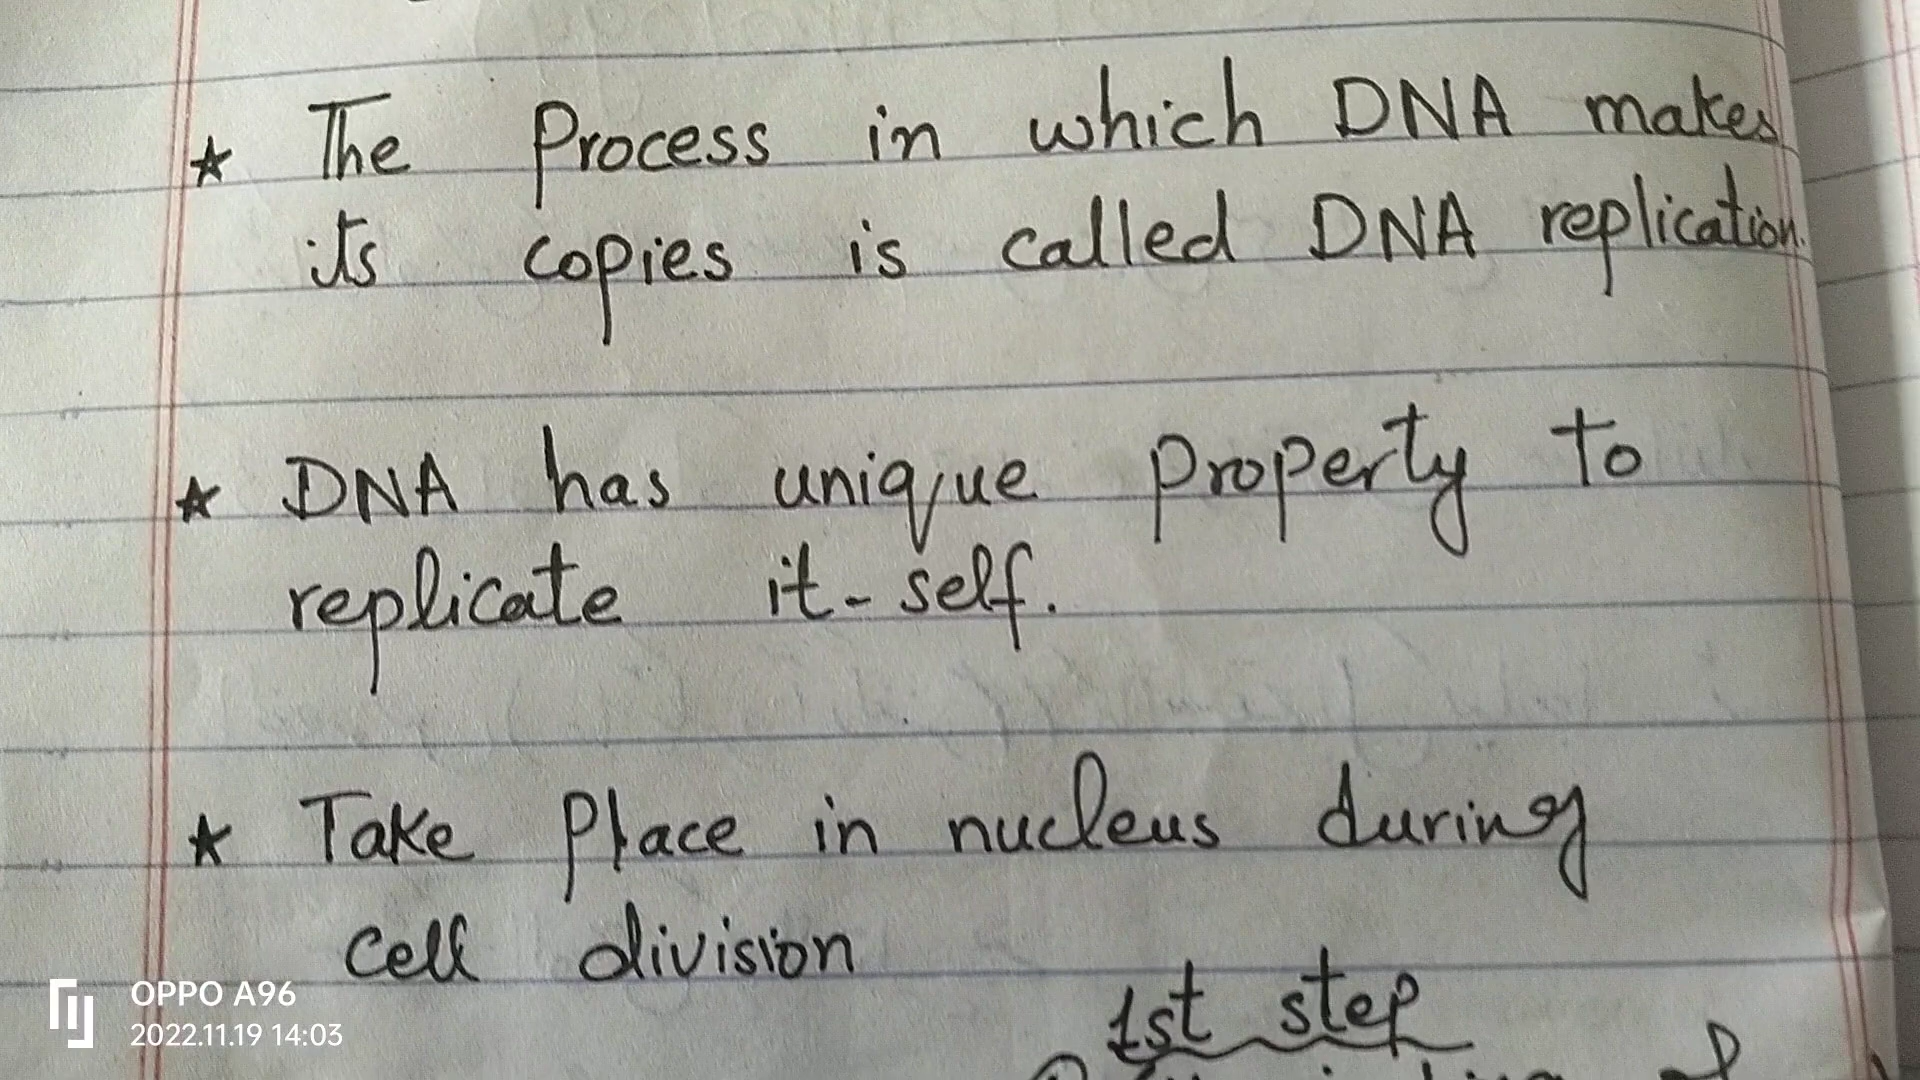 ★ The Process in which DNA makes
its copies is called DNA replication.
★ DNA has unique property to
replicate it-self.
★ Take Place in nucleus during
cell division
1st step
OPPO A96
2022.11.19 14:03